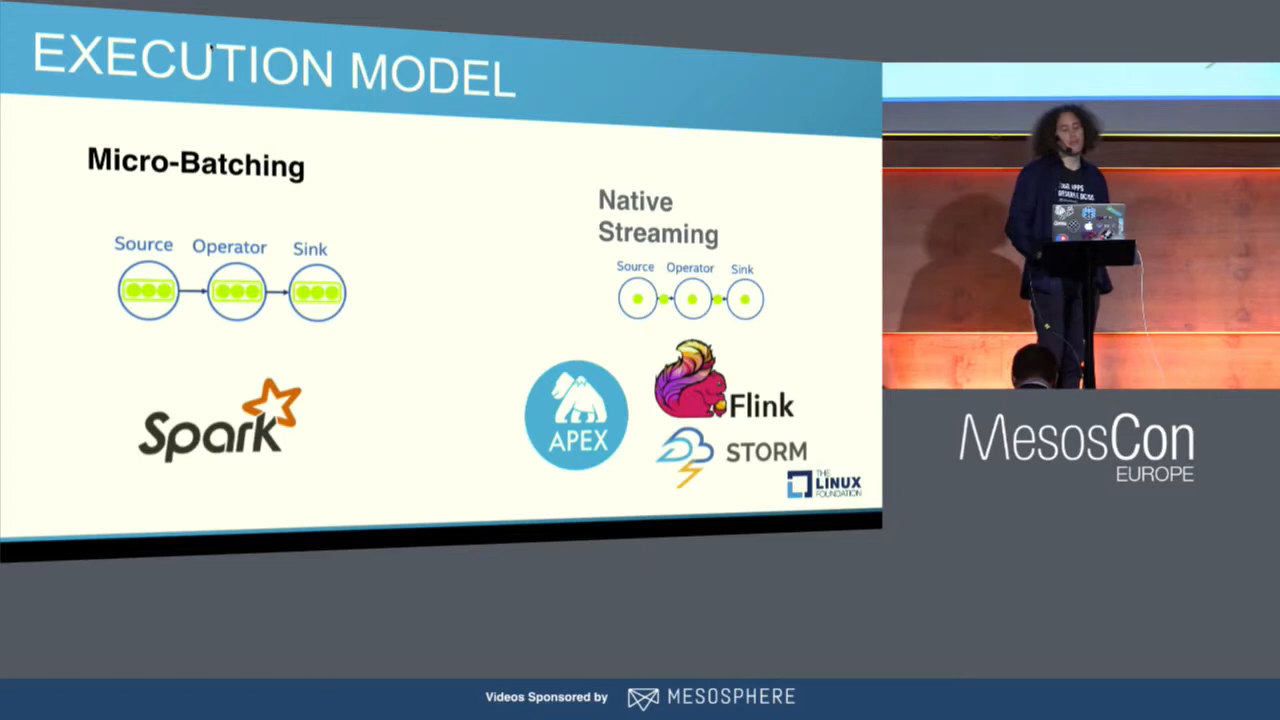 EXECUTION MODEL
Micro-Batching
Source Operator Sink
Spark
Native
Streaming
Source Operator Sink
APEX
Flink
STORM
THE
LINUX
FOUNDATION
MesosCon
EUROPE
Videos Sponsored by MESOSPHERE